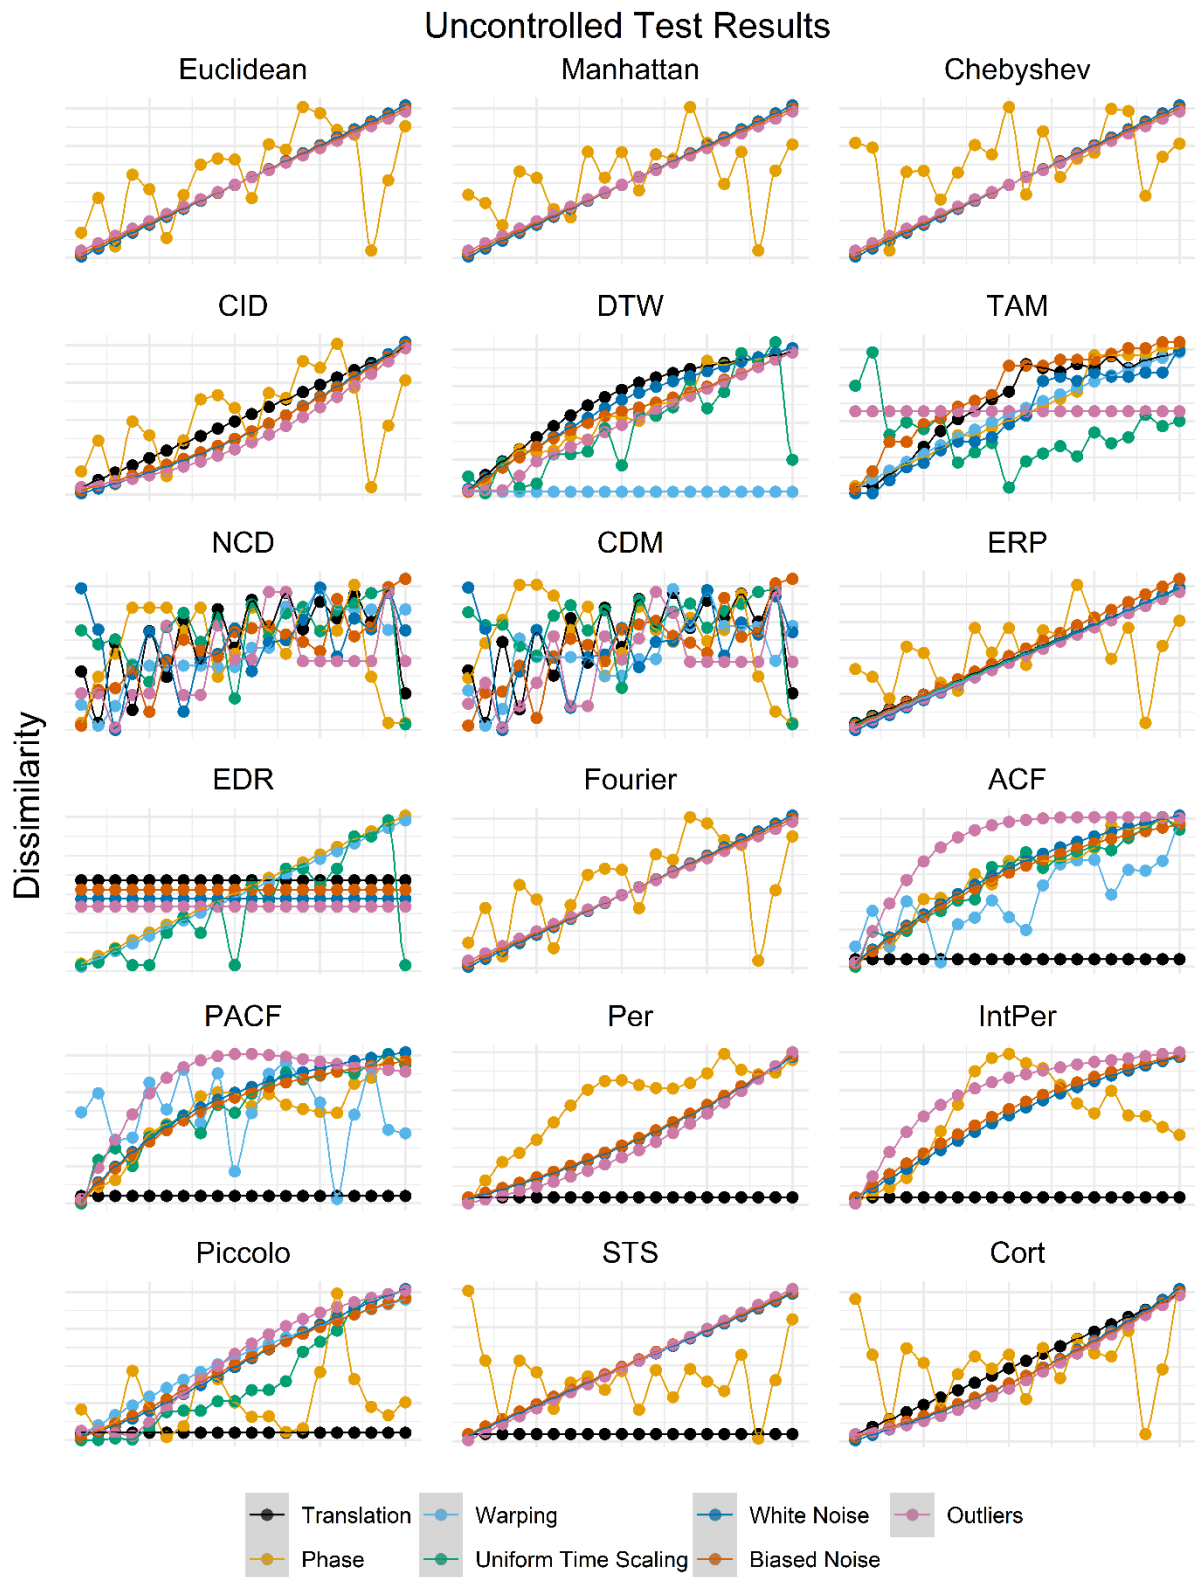 Uncontrolled Test Results
Euclidean
Manhattan
Chebyshev
CID
DTW
TAM
NCD
CDM
ERP
EDR
Fourier
ACF
PACF
Per
IntPer
Piccolo
STS
Cort
Dissimilarity
Translation
Warping
White Noise
Outliers
Phase
Uniform Time Scaling
Biased Noise